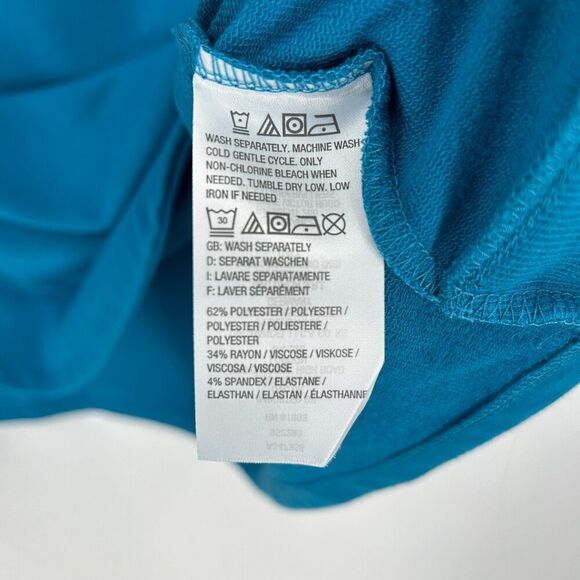 WASH SEPARATELY. MACHINE WASH
COLD GENTLE CYCLE. ONLY
NON-CHLORINE BLEACH WHEN
NEEDED. TUMBLE DRY LOW. LOW
IRON IF NEEDED
30
GB: WASH SEPARATELY
D: SEPARAT WASCHEN
I: LAVARE SEPARATAMENTE
F: LAVER SÉPARÉMENT
62% POLYESTER / POLYESTER /
POLYESTER / POLIESTERE /
POLYESTER
34% RAYON / VISCOSE / VISKOSE /
VISCOSA / VISCOSE
4% SPANDEX / ELASTANE /
ELASTHAN / ELASTAN / ÉLASTHANNE